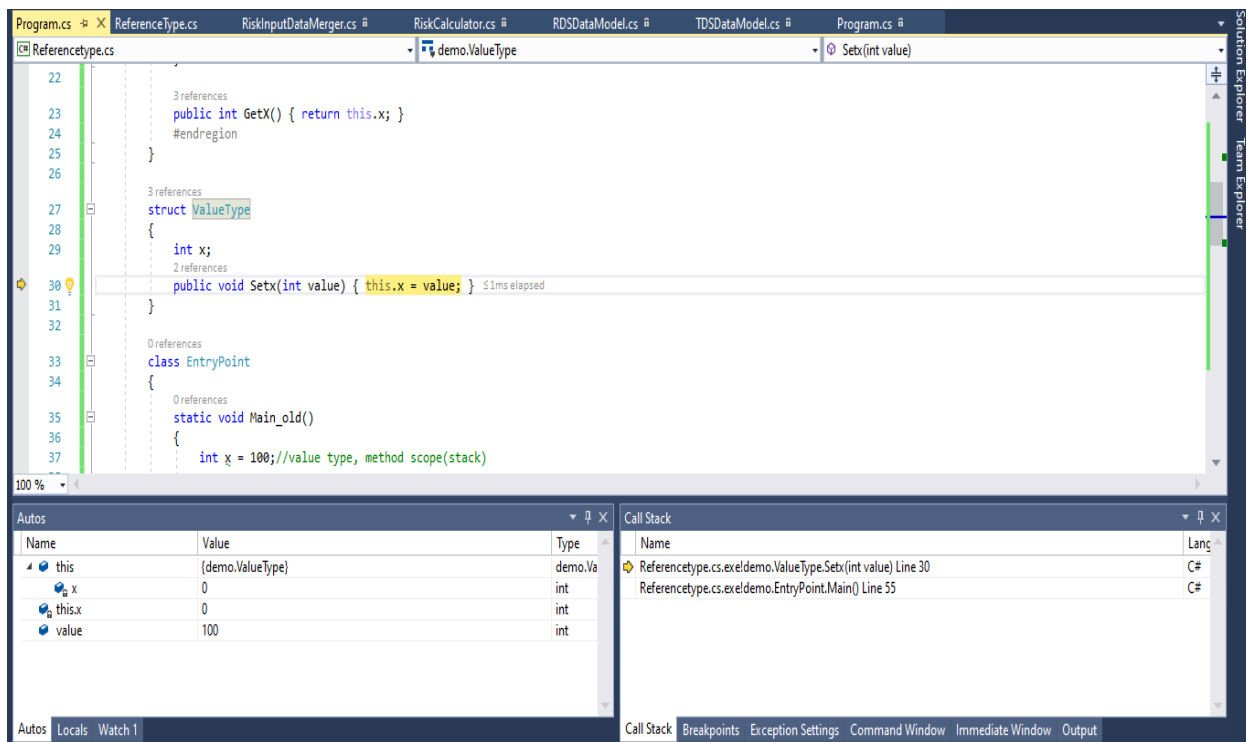 Program.cs ReferenceType.cs RiskInputDataMerger.cs RiskCalculator.cs RDSDataModel.cs TDSDataModel.cs Program.cs
C# Referencetype.cs demo.ValueType Setx(int value)
Solution Explorer
Team Explorer
22
3 references
23 public int GetX() { return this.x; }
24 #endregion
25 }
26
3 references
27 struct ValueType
28 {
29 int x;
2 references
30 public void Setx(int value) { this.x = value; } ≤1ms elapsed
31 }
32
0 references
33 class EntryPoint
34 {
0 references
35 static void Main_old()
36 {
37 int x = 100;//value type, method scope(stack)
100 %
Autos
Name Value Type
this {demo.ValueType} demo.Va
x 0 int
this.x 0 int
value 100 int
Autos Locals Watch 1
Call Stack
Name Lang
Referencetype.cs.exe!demo.ValueType.Setx(int value) Line 30 C#
Referencetype.cs.exe!demo.EntryPoint.Main() Line 55 C#
Call Stack Breakpoints Exception Settings Command Window Immediate Window Output